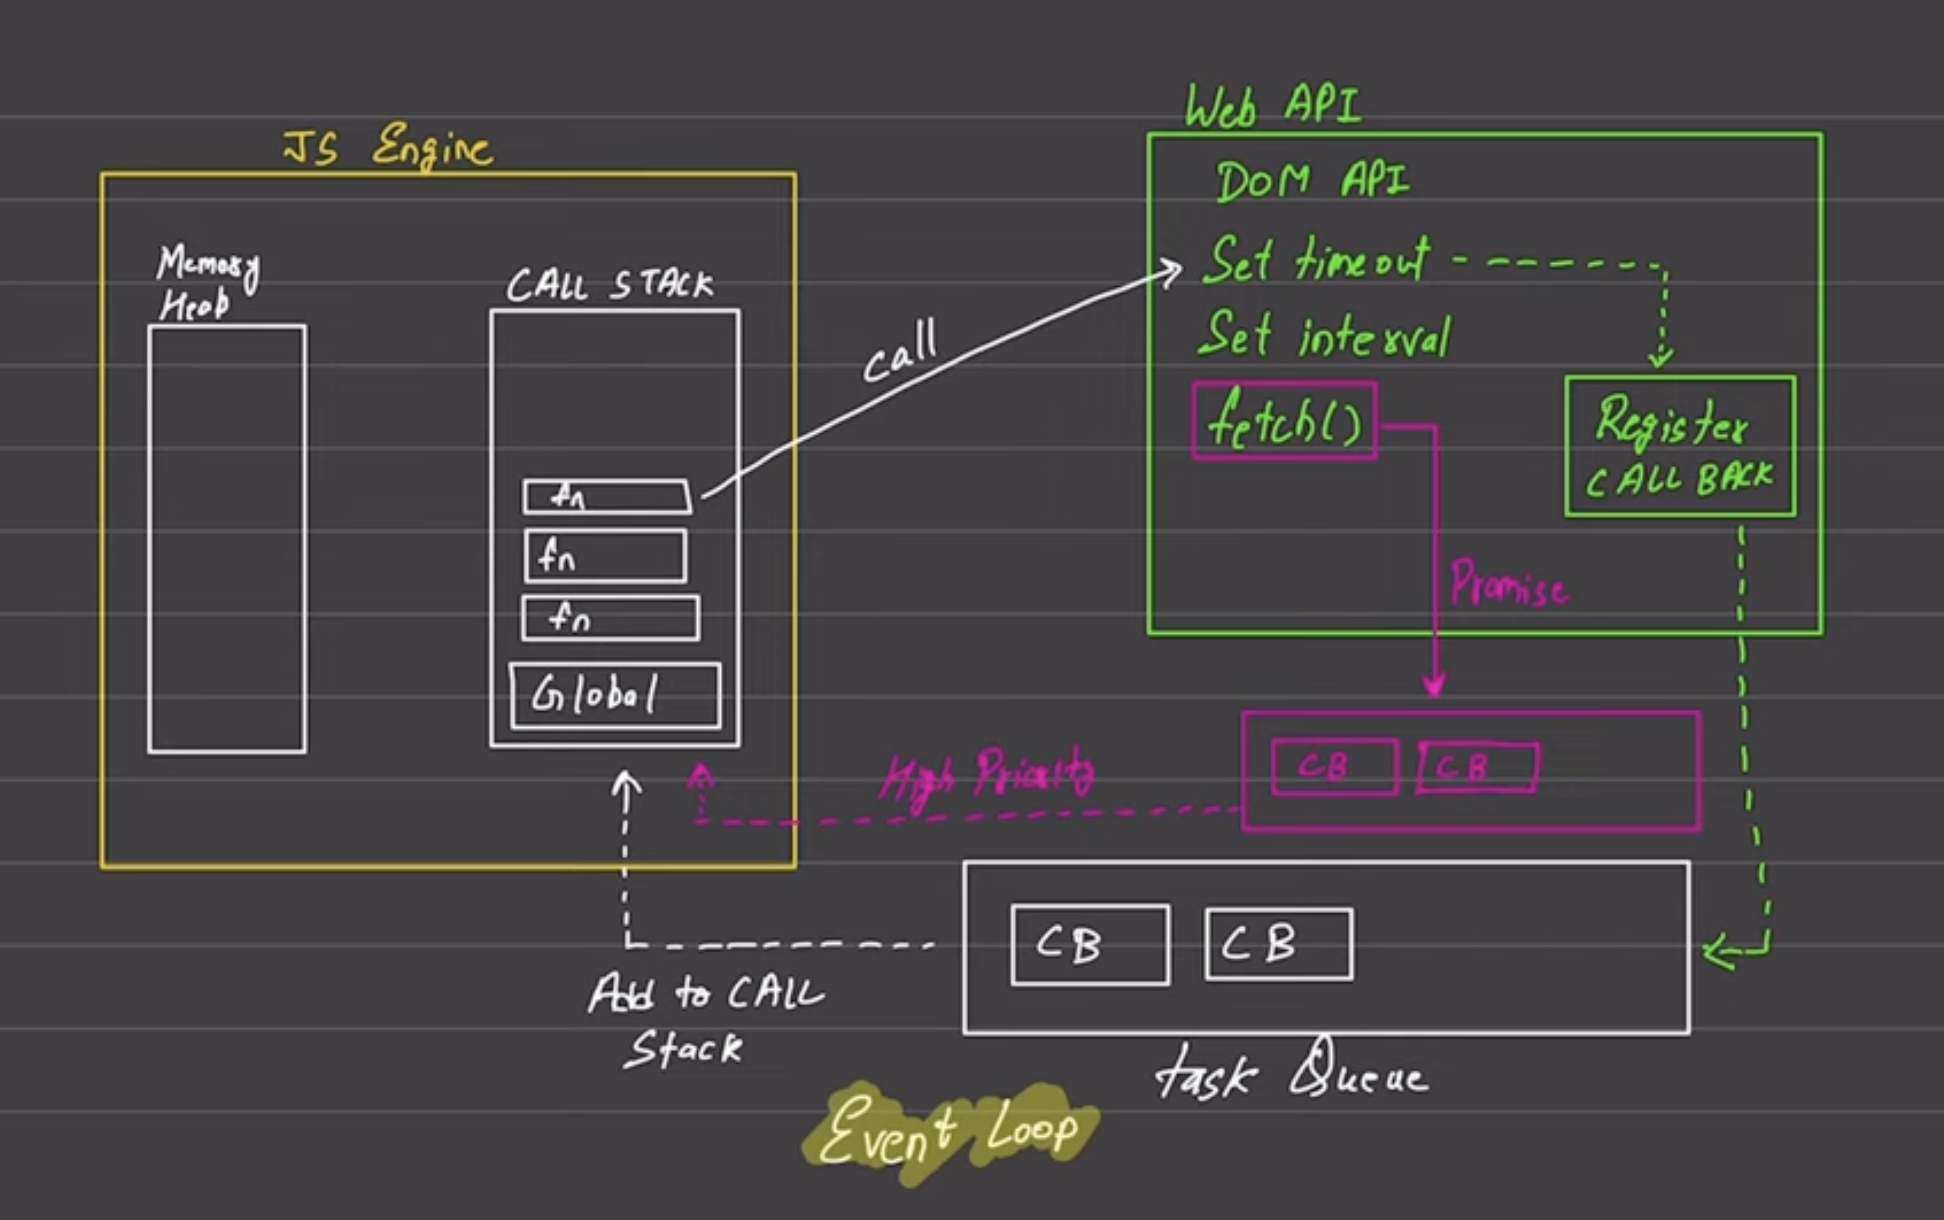 JS Engine
Memory
Heap
CALL STACK
fn
fn
fn
Global
call
Web API
DOM API
Set timeout
Set interval
fetch()
Register
CALL BACK
Promise
High Priority
CB CB
CB CB
Add to CALL
Stack
task Queue
Event Loop